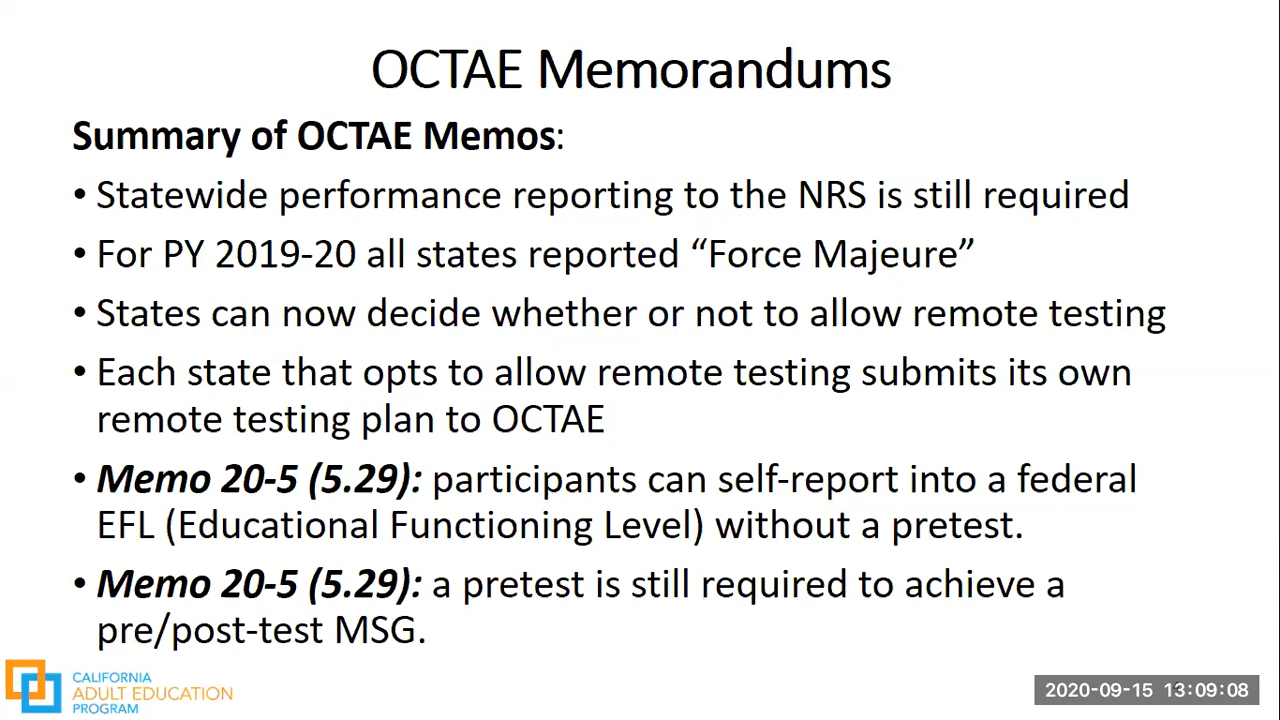 OCTAE Memorandums
Summary of OCTAE Memos:
• Statewide performance reporting to the NRS is still required
• For PY 2019-20 all states reported “Force Majeure”
• States can now decide whether or not to allow remote testing
• Each state that opts to allow remote testing submits its own
remote testing plan to OCTAE
• Memo 20-5 (5.29): participants can self-report into a federal
EFL (Educational Functioning Level) without a pretest.
• Memo 20-5 (5.29): a pretest is still required to achieve a
pre/post-test MSG.
CALIFORNIA
ADULT EDUCATION
PROGRAM
2020-09-15 13:09:08